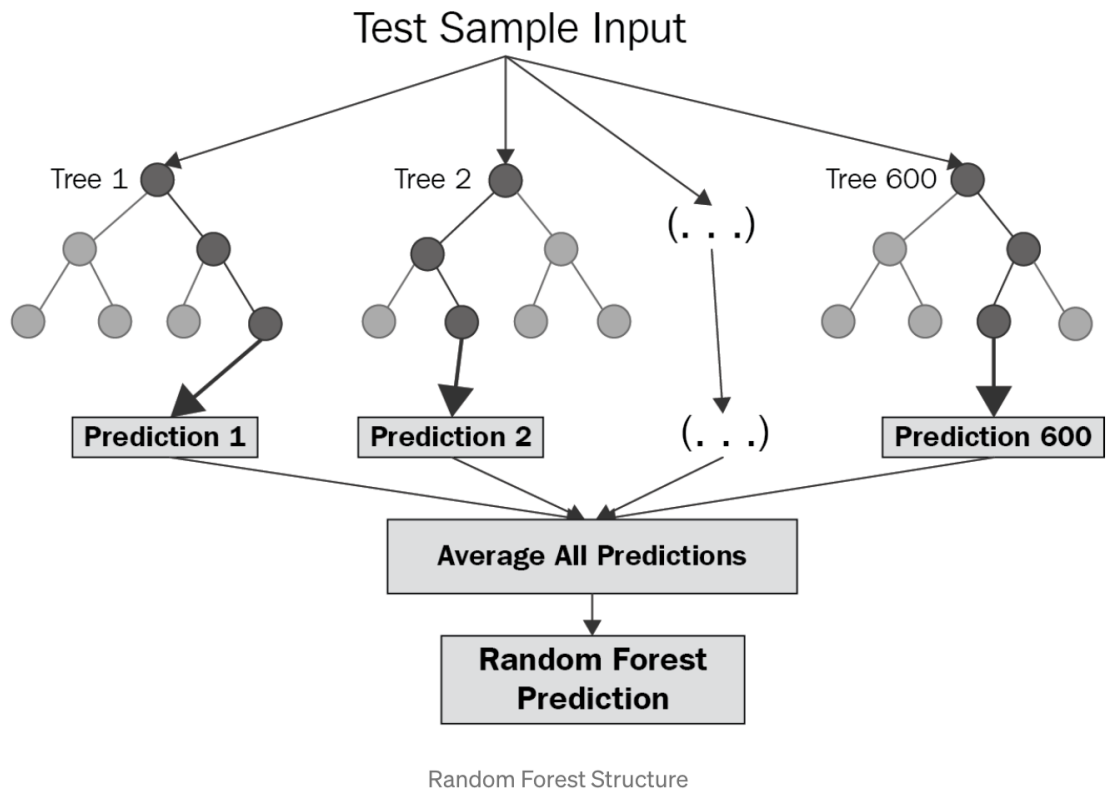 Test Sample Input
Tree 1
Tree 2
Tree 600
(. . .)
(. . .)
Prediction 1
Prediction 2
Prediction 600
Average All Predictions
Random Forest
Prediction
Random Forest Structure